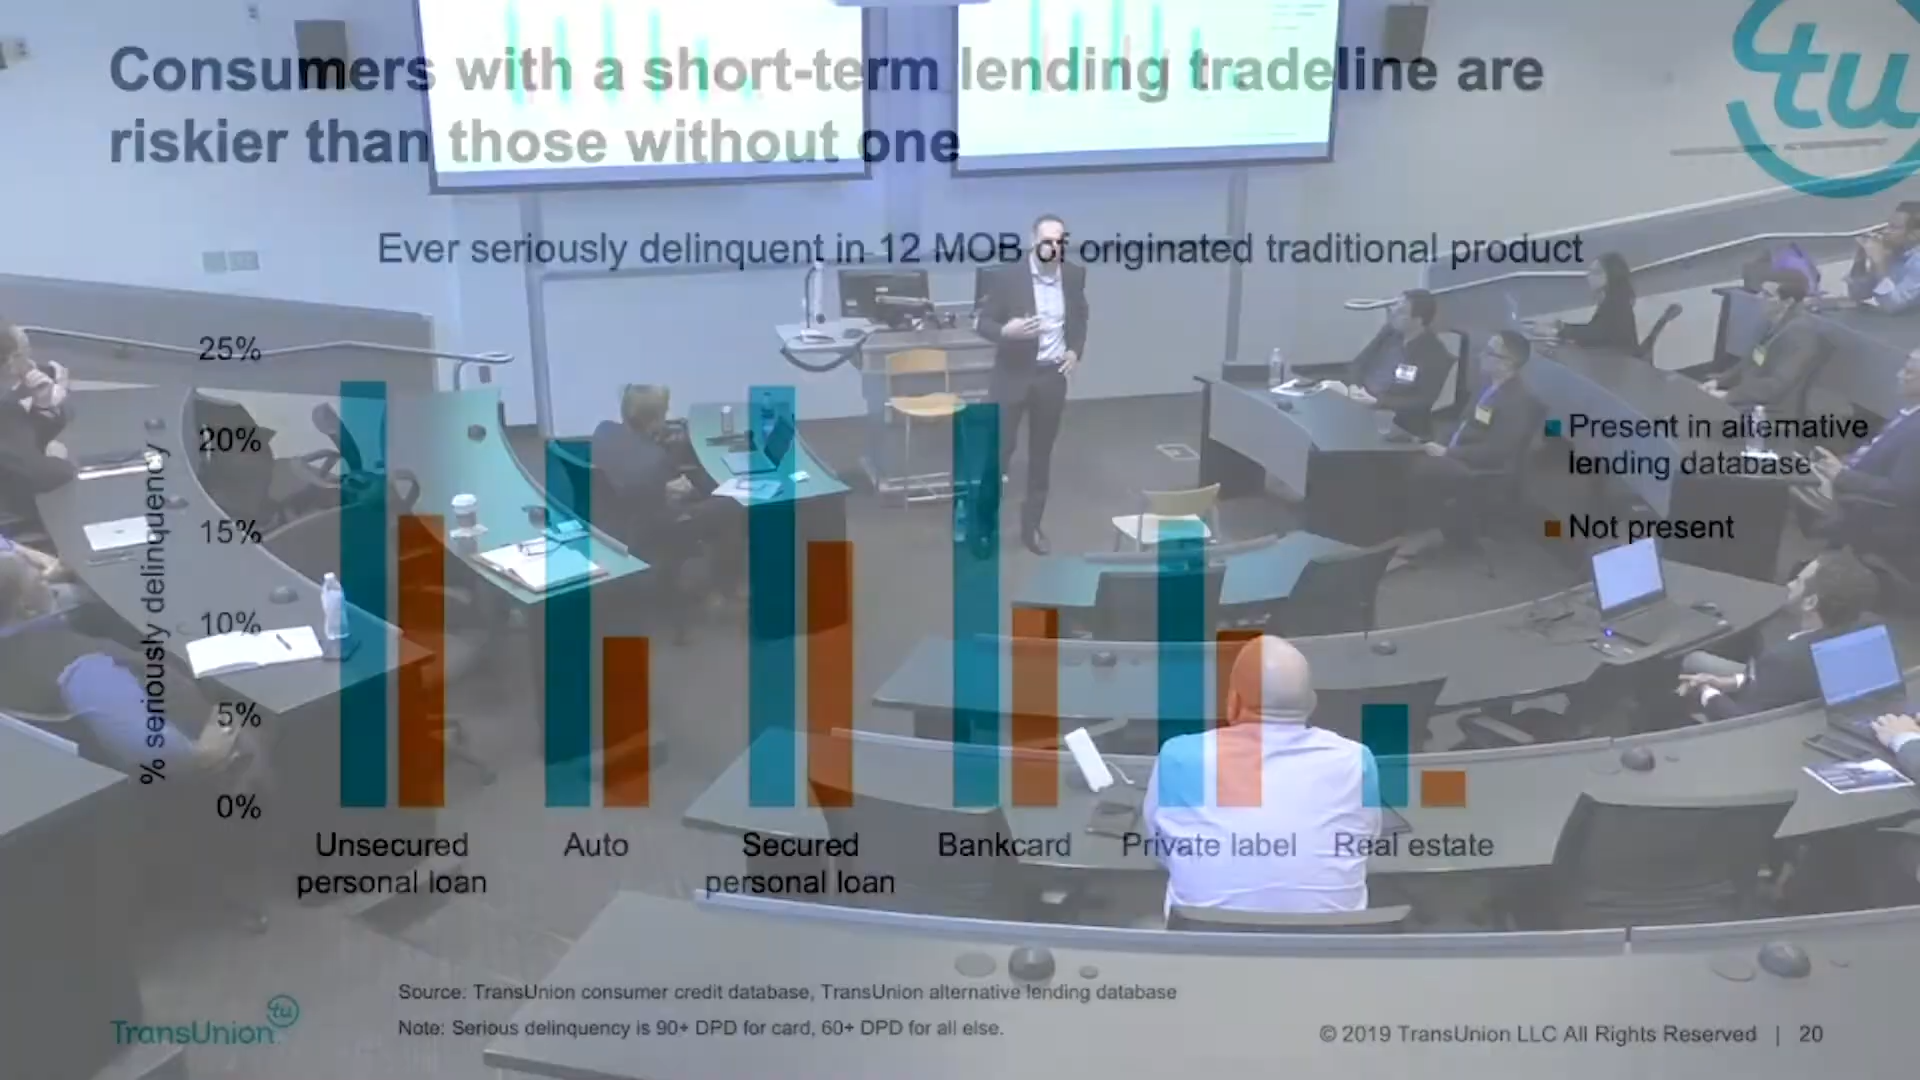 Consumers with a short-term lending tradeline are
riskier than those without one
tu
Ever seriously delinquent in 12 MOB of originated traditional product
% seriously delinquency
25%
20%
15%
10%
5%
0%
Present in alternative
lending database
Not present
Unsecured
personal loan
Auto
Secured
personal loan
Bankcard
Private label
Real estate
Source: TransUnion consumer credit database, TransUnion alternative lending database
Note: Serious delinquency is 90+ DPD for card, 60+ DPD for all else.
TransUnion
tu
© 2019 TransUnion LLC All Rights Reserved | 20